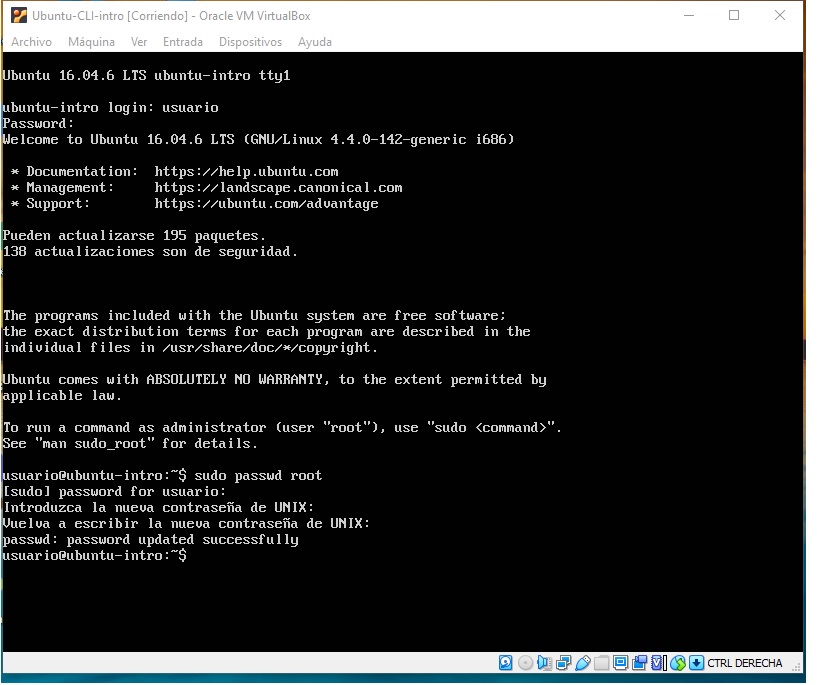 Ubuntu-CLI-intro [Corriendo] - Oracle VM VirtualBox
Archivo Máquina Ver Entrada Dispositivos Ayuda
Ubuntu 16.04.6 LTS ubuntu-intro tty1
ubuntu-intro login: usuario
Password:
Welcome to Ubuntu 16.04.6 LTS (GNU/Linux 4.4.0-142-generic i686)
* Documentation: https://help.ubuntu.com
* Management: https://landscape.canonical.com
* Support: https://ubuntu.com/advantage
Pueden actualizarse 195 paquetes.
138 actualizaciones son de seguridad.
The programs included with the Ubuntu system are free software;
the exact distribution terms for each program are described in the
individual files in /usr/share/doc/*/copyright.
Ubuntu comes with ABSOLUTELY NO WARRANTY, to the extent permitted by
applicable law.
To run a command as administrator (user "root"), use "sudo <command>".
See "man sudo_root" for details.
usuario@ubuntu-intro:~$ sudo passwd root
[sudo] password for usuario:
Introduzca la nueva contraseña de UNIX:
Vuelva a escribir la nueva contraseña de UNIX:
passwd: password updated successfully
usuario@ubuntu-intro:~$
CTRL DERECHA